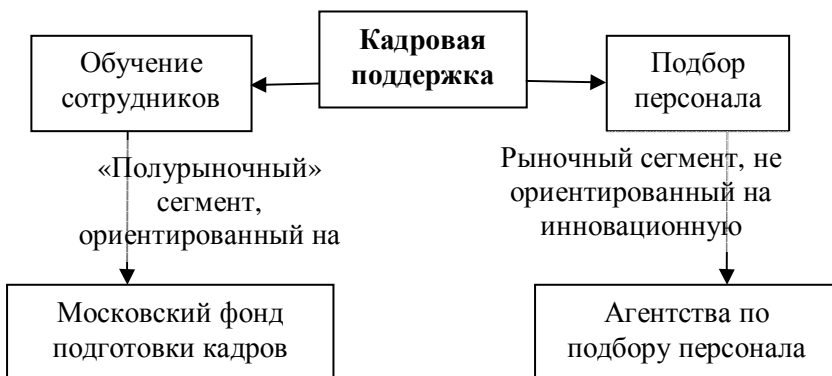 Кадровая
поддержка
Обучение
сотрудников
Подбор
персонала
«Полурыночный»
сегмент,
ориентированный на
Рыночный сегмент, не
ориентированный на
инновационную
Московский фонд
подготовки кадров
Агентства по
подбору персонала